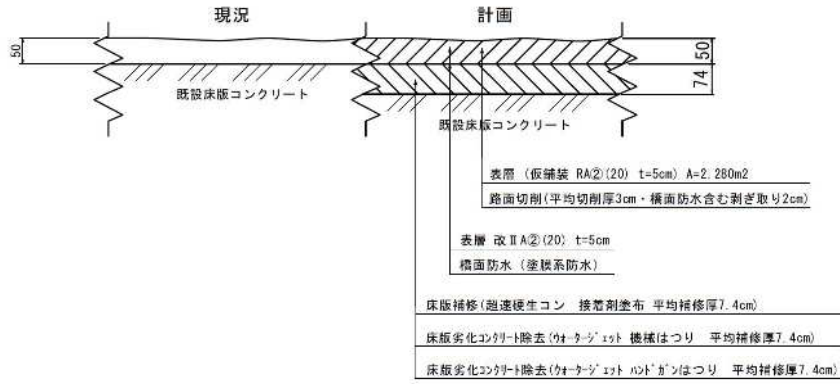 現況
計画
50
50
74
既設床版コンクリート
既設床版コンクリート
表層 (仮舗装 RA②(20) t=5cm) A=2.280m2
路面切削(平均切削厚3cm・橋面防水含む剥ぎ取り2cm)
表層 改ⅡA②(20) t=5cm
橋面防水 (塗膜系防水)
床版補修(超速硬生コン 接着剤塗布 平均補修厚7.4cm)
床版劣化ｺﾝｸﾘｰﾄ除去(ｳｫｰﾀｰｼﾞｪｯﾄ 機械はつり 平均補修厚7.4cm)
床版劣化ｺﾝｸﾘｰﾄ除去(ｳｫｰﾀｰｼﾞｪｯﾄ ﾊﾝﾄﾞｶﾞﾝはつり 平均補修厚7.4cm)